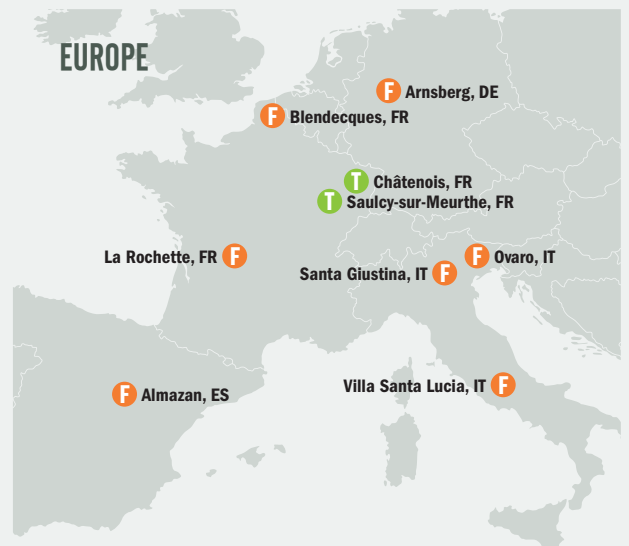 EUROPE
F Arnsberg, DE
F Blendecques, FR
T Châtenois, FR
T Saulcy-sur-Meurthe, FR
La Rochette, FR F
F Ovaro, IT
Santa Giustina, IT F
Villa Santa Lucia, IT F
F Almazan, ES